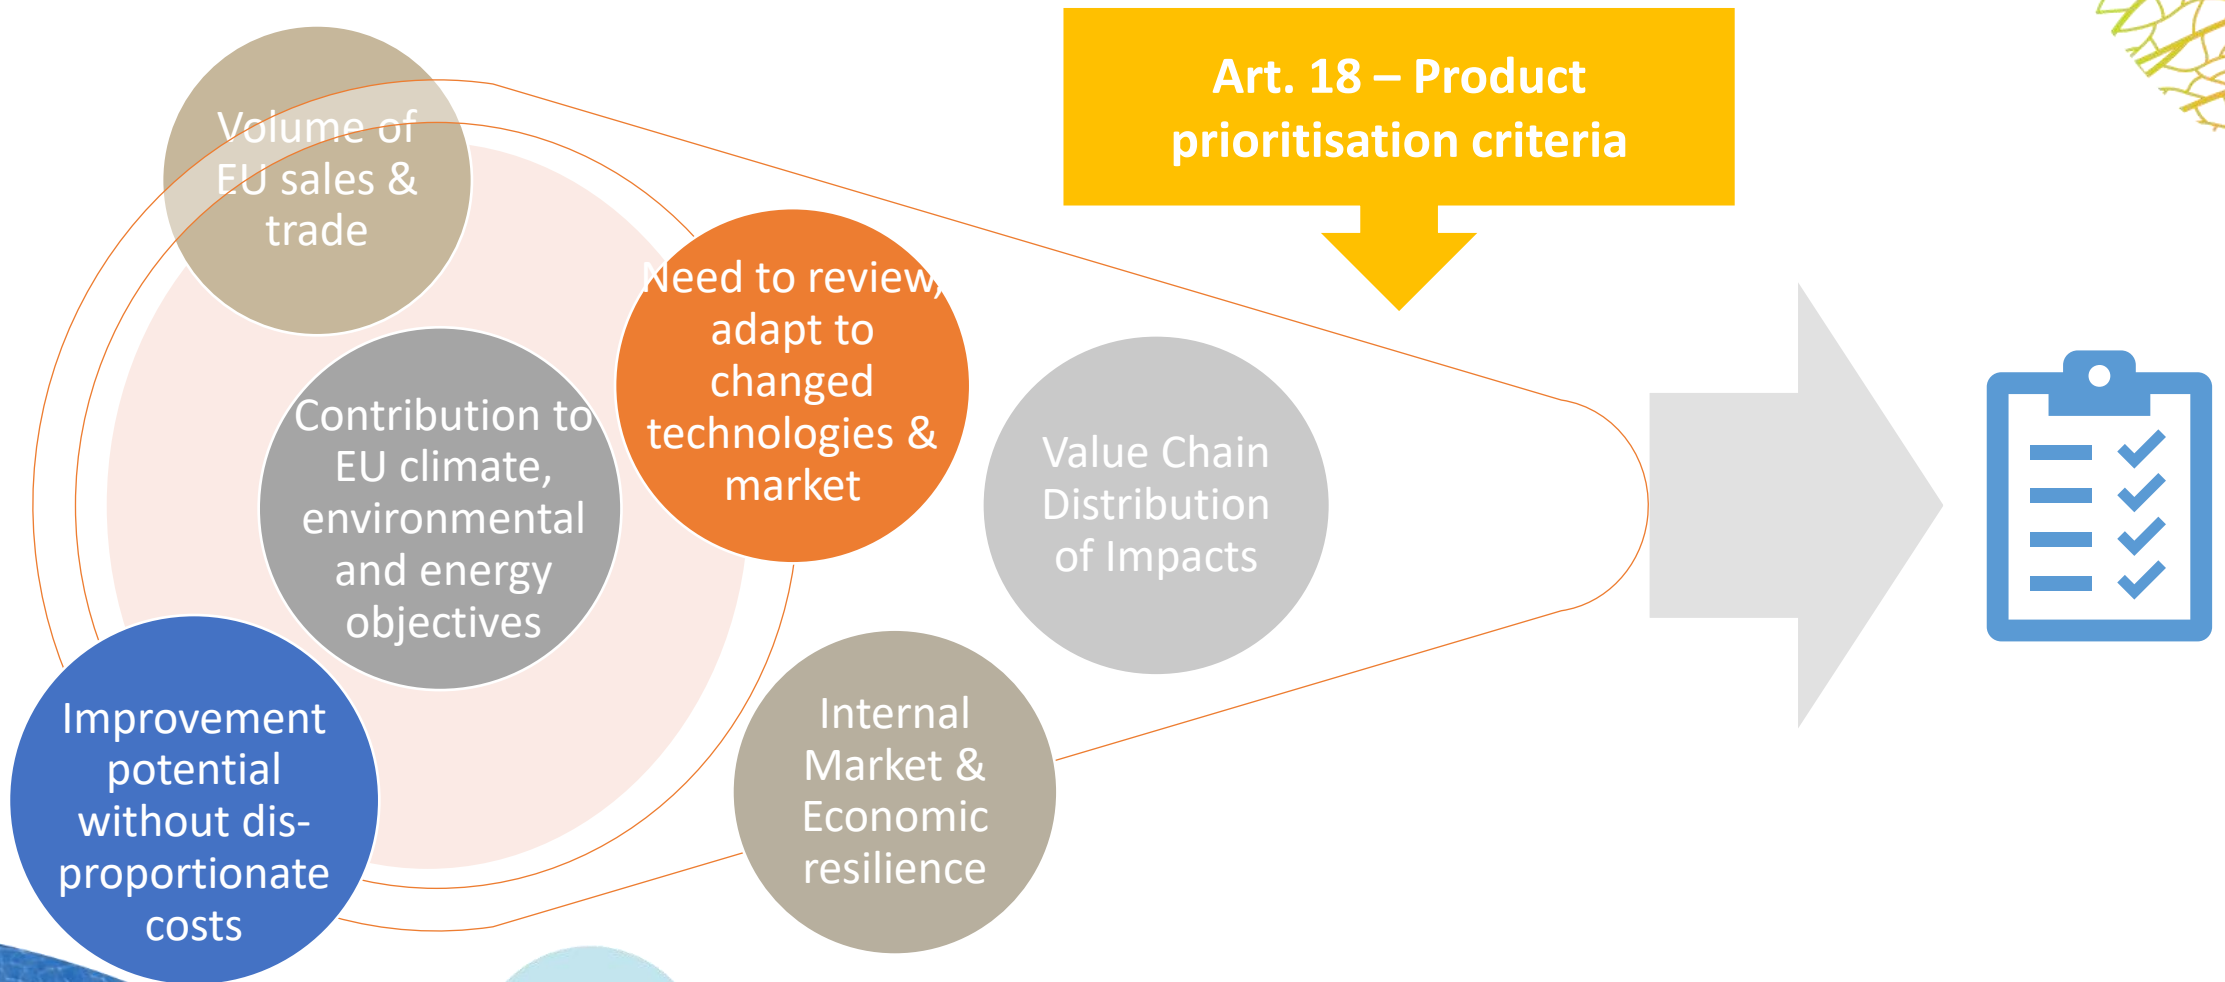 Art. 18 – Product
prioritisation criteria
Volume of
EU sales &
trade
Need to review,
adapt to
changed
technologies &
market
Contribution to
EU climate,
environmental
and energy
objectives
Value Chain
Distribution
of Impacts
Improvement
potential
without dis-
proportionate
costs
Internal
Market &
Economic
resilience